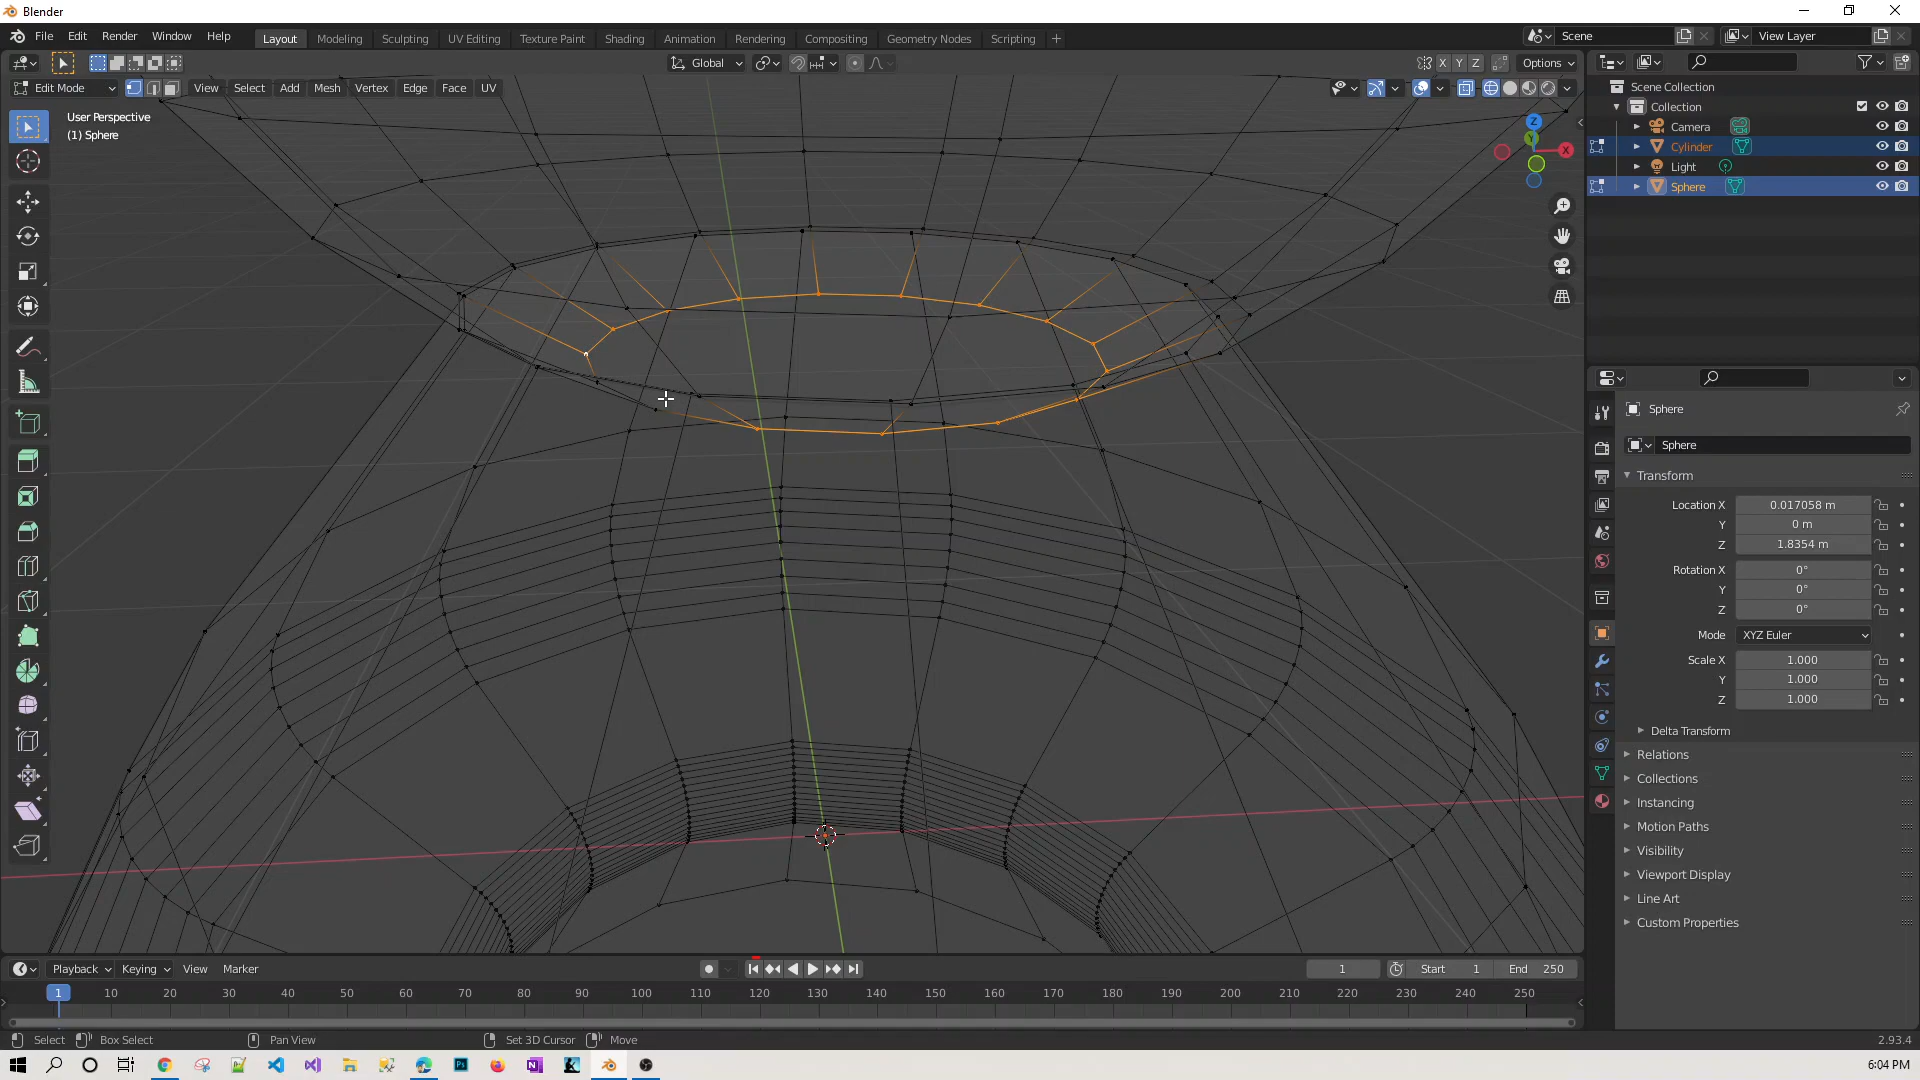 Blender
File Edit Render Window Help
Layout Modeling Sculpting UV Editing Texture Paint Shading Animation Rendering Compositing Geometry Nodes Scripting +
Scene View Layer
Global X Y Z Options
Edit Mode View Select Add Mesh Vertex Edge Face UV
User Perspective
(1) Sphere
Z
X
Scene Collection
Collection
Camera
Cylinder
Light
Sphere
Sphere
Sphere
Transform
Location X 0.017058 m
Y 0 m
Z 1.8354 m
Rotation X 0°
Y 0°
Z 0°
Mode XYZ Euler
Scale X 1.000
Y 1.000
Z 1.000
Delta Transform
Relations
Collections
Instancing
Motion Paths
Visibility
Viewport Display
Line Art
Custom Properties
Playback Keying View Marker 1 Start 1 End 250
1 10 20 30 40 50 60 70 80 90 100 110 120 130 140 150 160 170 180 190 200 210 220 230 240 250
Select Box Select Pan View Set 3D Cursor Move 2.93.4
6:04 PM